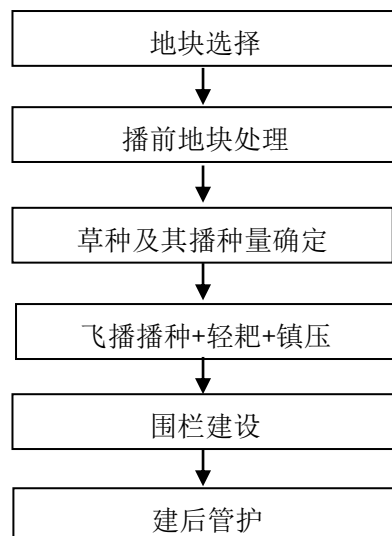 地块选择
播前地块处理
草种及其播种量确定
飞播播种+轻耙+镇压
围栏建设
建后管护